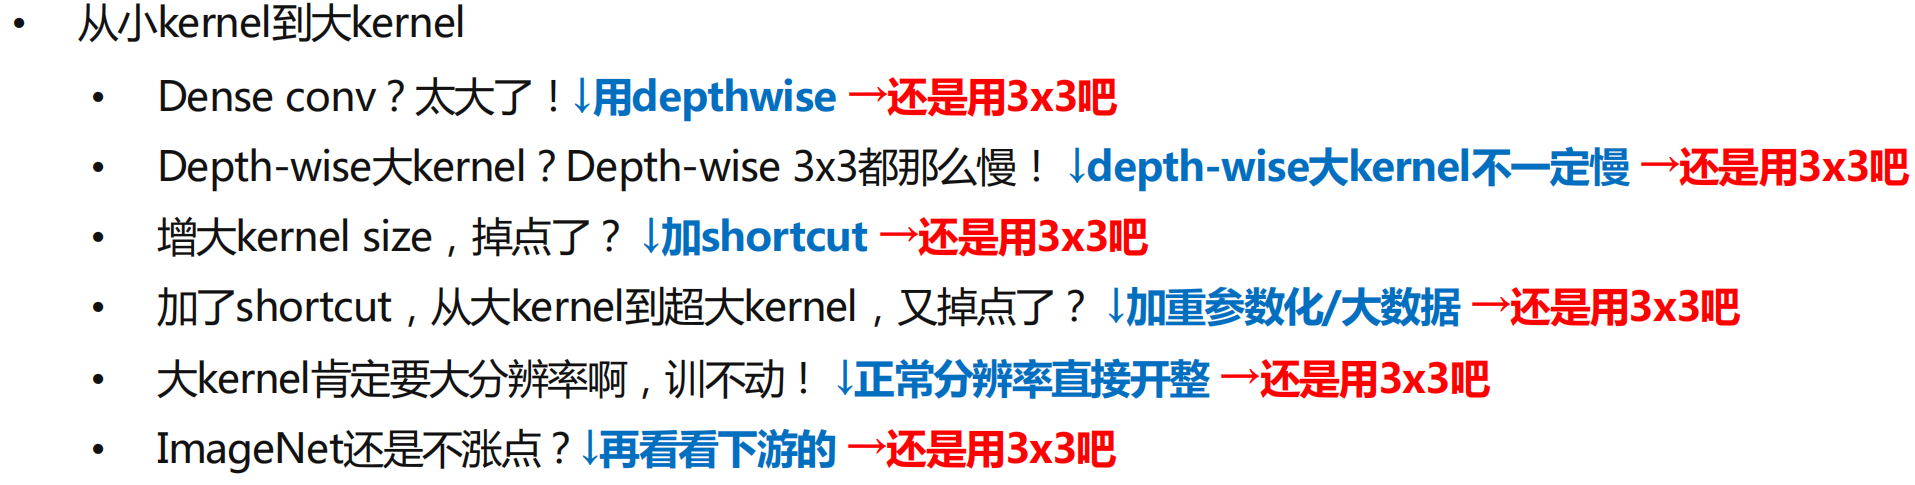 • 从小kernel到大kernel
• Dense conv？太大了！↓用depthwise →还是用3x3吧
• Depth-wise大kernel？Depth-wise 3x3都那么慢！ ↓depth-wise大kernel不一定慢 →还是用3x3吧
• 增大kernel size，掉点了？ ↓加shortcut →还是用3x3吧
• 加了shortcut，从大kernel到超大kernel，又掉点了？ ↓加重参数化/大数据 →还是用3x3吧
• 大kernel肯定要大分辨率啊，训不动！ ↓正常分辨率直接开整 →还是用3x3吧
• ImageNet还是不涨点？↓再看看下游的 →还是用3x3吧